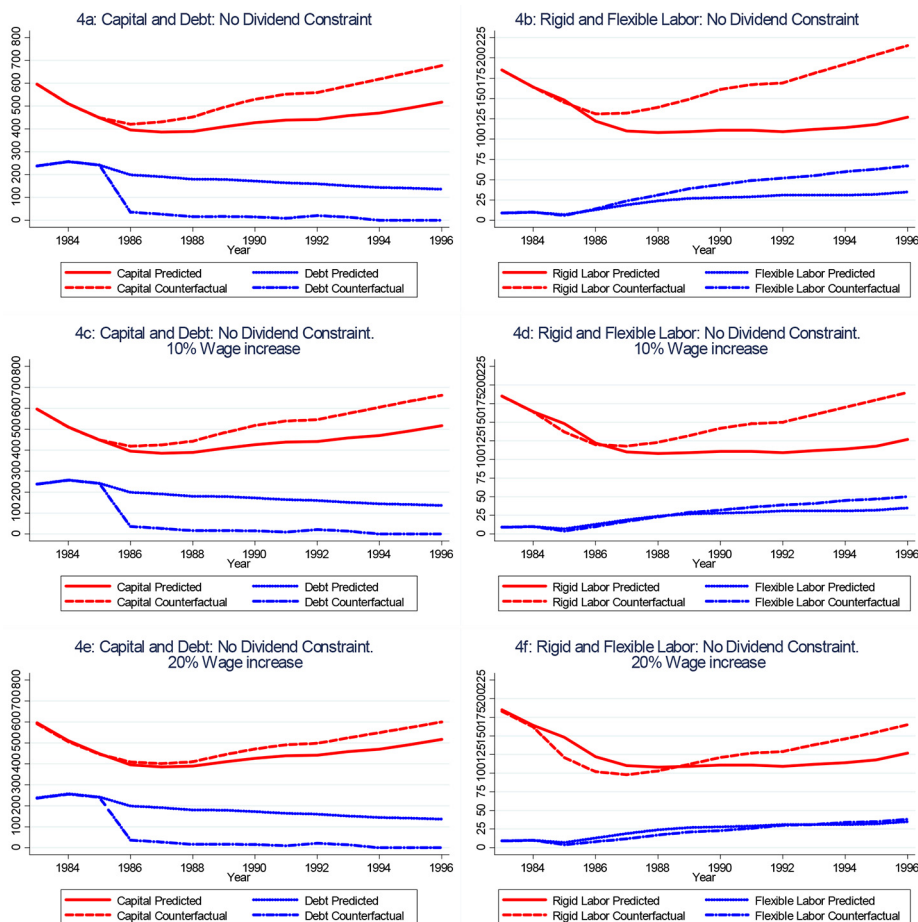 4a: Capital and Debt: No Dividend Constraint
0 100 200 300 400 500 600 700 800
1984 1986 1988 1990 1992 1994 1996
Year
Capital Predicted Debt Predicted
Capital Counterfactual Debt Counterfactual
4b: Rigid and Flexible Labor: No Dividend Constraint
0 25 50 75 100 125 150 175 200 225
1984 1986 1988 1990 1992 1994 1996
Year
Rigid Labor Predicted Flexible Labor Predicted
Rigid Labor Counterfactual Flexible Labor Counterfactual
4c: Capital and Debt: No Dividend Constraint.
10% Wage increase
0 100 200 300 400 500 600 700 800
1984 1986 1988 1990 1992 1994 1996
Year
Capital Predicted Debt Predicted
Capital Counterfactual Debt Counterfactual
4d: Rigid and Flexible Labor: No Dividend Constraint.
10% Wage increase
0 25 50 75 100 125 150 175 200 225
1984 1986 1988 1990 1992 1994 1996
Year
Rigid Labor Predicted Flexible Labor Predicted
Rigid Labor Counterfactual Flexible Labor Counterfactual
4e: Capital and Debt: No Dividend Constraint.
20% Wage increase
0 100 200 300 400 500 600 700 800
1984 1986 1988 1990 1992 1994 1996
Year
Capital Predicted Debt Predicted
Capital Counterfactual Debt Counterfactual
4f: Rigid and Flexible Labor: No Dividend Constraint.
20% Wage increase
0 25 50 75 100 125 150 175 200 225
1984 1986 1988 1990 1992 1994 1996
Year
Rigid Labor Predicted Flexible Labor Predicted
Rigid Labor Counterfactual Flexible Labor Counterfactual